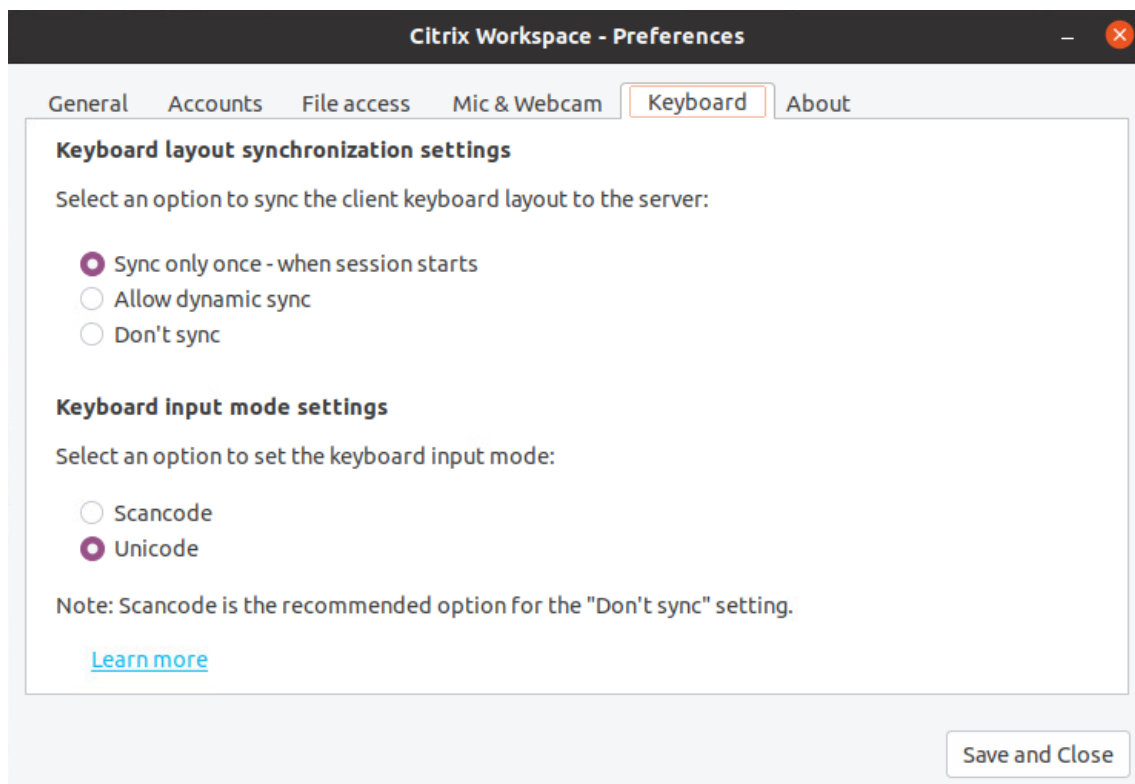 Citrix Workspace - Preferences
General Accounts File access Mic & Webcam Keyboard About
Keyboard layout synchronization settings
Select an option to sync the client keyboard layout to the server:
Sync only once - when session starts
Allow dynamic sync
Don't sync
Keyboard input mode settings
Select an option to set the keyboard input mode:
Scancode
Unicode
Note: Scancode is the recommended option for the "Don't sync" setting.
Learn more
Save and Close